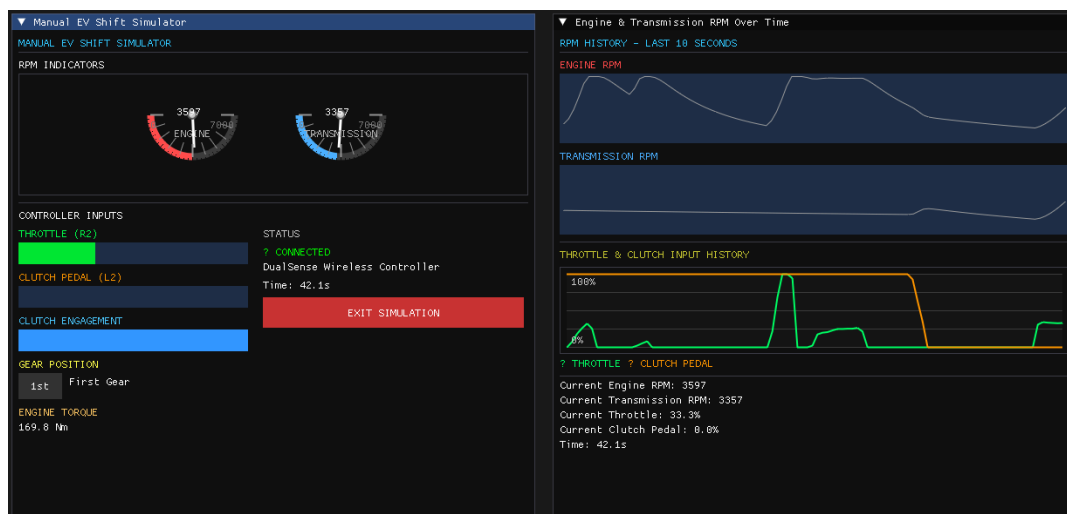 ▼ Manual EV Shift Simulator
MANUAL EV SHIFT SIMULATOR
RPM INDICATORS
3597
7000
ENGINE
3357
7000
TRANSMISSION
CONTROLLER INPUTS
THROTTLE (R2)
CLUTCH PEDAL (L2)
CLUTCH ENGAGEMENT
GEAR POSITION
1st First Gear
ENGINE TORQUE
169.8 Nm
STATUS
? CONNECTED
DualSense Wireless Controller
Time: 42.1s
EXIT SIMULATION
▼ Engine & Transmission RPM Over Time
RPM HISTORY - LAST 10 SECONDS
ENGINE RPM
TRANSMISSION RPM
THROTTLE & CLUTCH INPUT HISTORY
100%
0%
? THROTTLE ? CLUTCH PEDAL
Current Engine RPM: 3597
Current Transmission RPM: 3357
Current Throttle: 33.3%
Current Clutch Pedal: 0.0%
Time: 42.1s